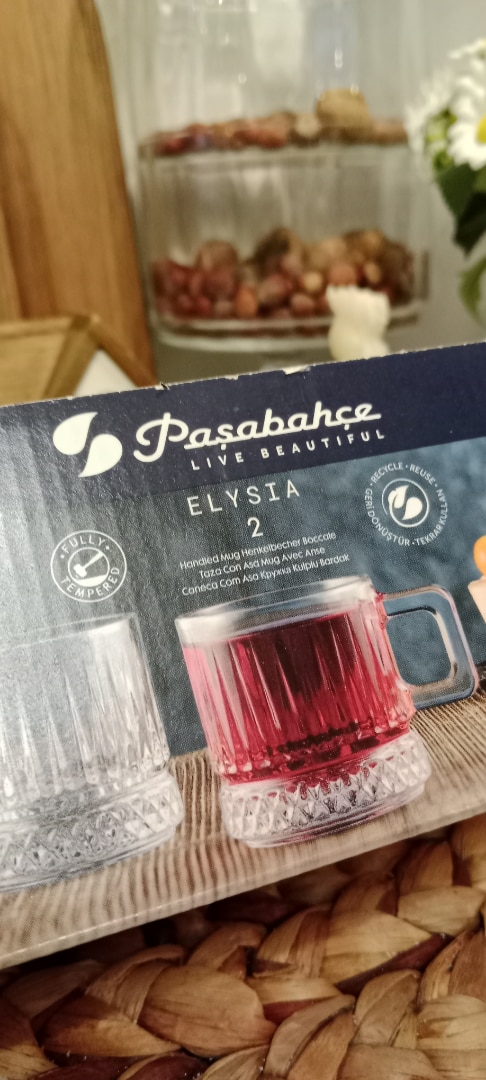 Paşabahçe
LIVE BEAUTIFUL
ELYSIA
2
Handled Mug Henkelbecher Boccale
Taza Con Asa Mug Avec Anse
Caneca Com Asa Кружка Kulplu Bardak
• FULLY •
TEMPERED
• RECYCLE • REUSE •
GERİ DÖNÜŞTÜR • TEKRAR KULLAN